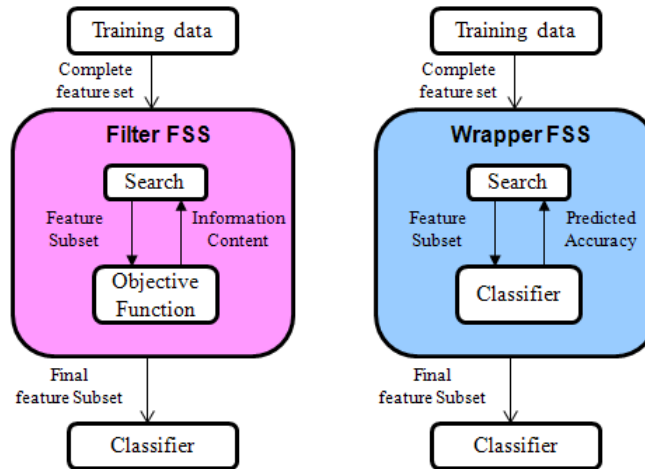 Training data
Complete
feature set
Filter FSS
Search
Feature
Subset
Information
Content
Objective
Function
Final
feature Subset
Classifier
Training data
Complete
feature set
Wrapper FSS
Search
Feature
Subset
Predicted
Accuracy
Classifier
Final
feature Subset
Classifier